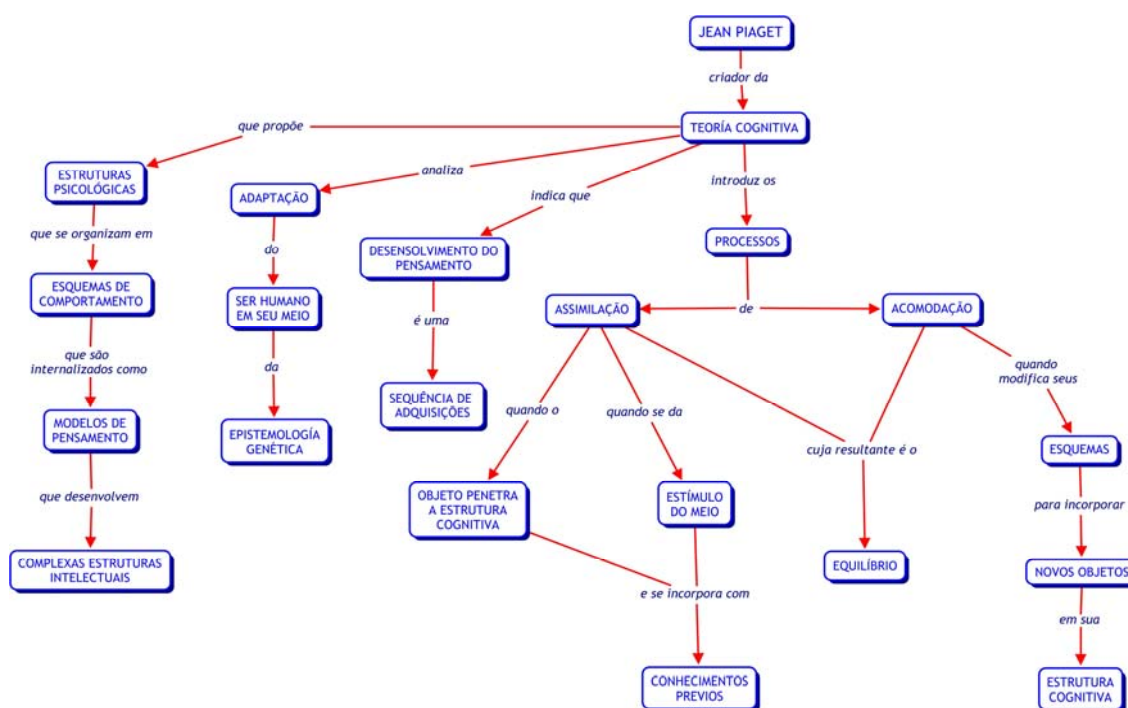 JEAN PIAGET
criador da
TEORÍA COGNITIVA
que propõe
analiza
indica que
introduz os
ESTRUTURAS
PSICOLÓGICAS
que se organizam em
ESQUEMAS DE
COMPORTAMENTO
que são
internalizados como
MODELOS DE
PENSAMENTO
que desenvolvem
COMPLEXAS ESTRUTURAS
INTELECTUAIS
ADAPTAÇÃO
do
SER HUMANO
EM SEU MEIO
da
EPISTEMOLOGÍA
GENÉTICA
DESENSOLVIMENTO DO
PENSAMENTO
é uma
SEQUÊNCIA DE
ADQUISIÇÕES
PROCESSOS
de
ASSIMILAÇÃO
ACOMODAÇÃO
quando o
quando se da
cuja resultante é o
quando
modifica seus
OBJETO PENETRA
A ESTRUTURA
COGNITIVA
ESTÍMULO
DO MEIO
e se incorpora com
CONHECIMENTOS
PREVIOS
EQUILÍBRIO
ESQUEMAS
para incorporar
NOVOS OBJETOS
em sua
ESTRUTURA
COGNITIVA